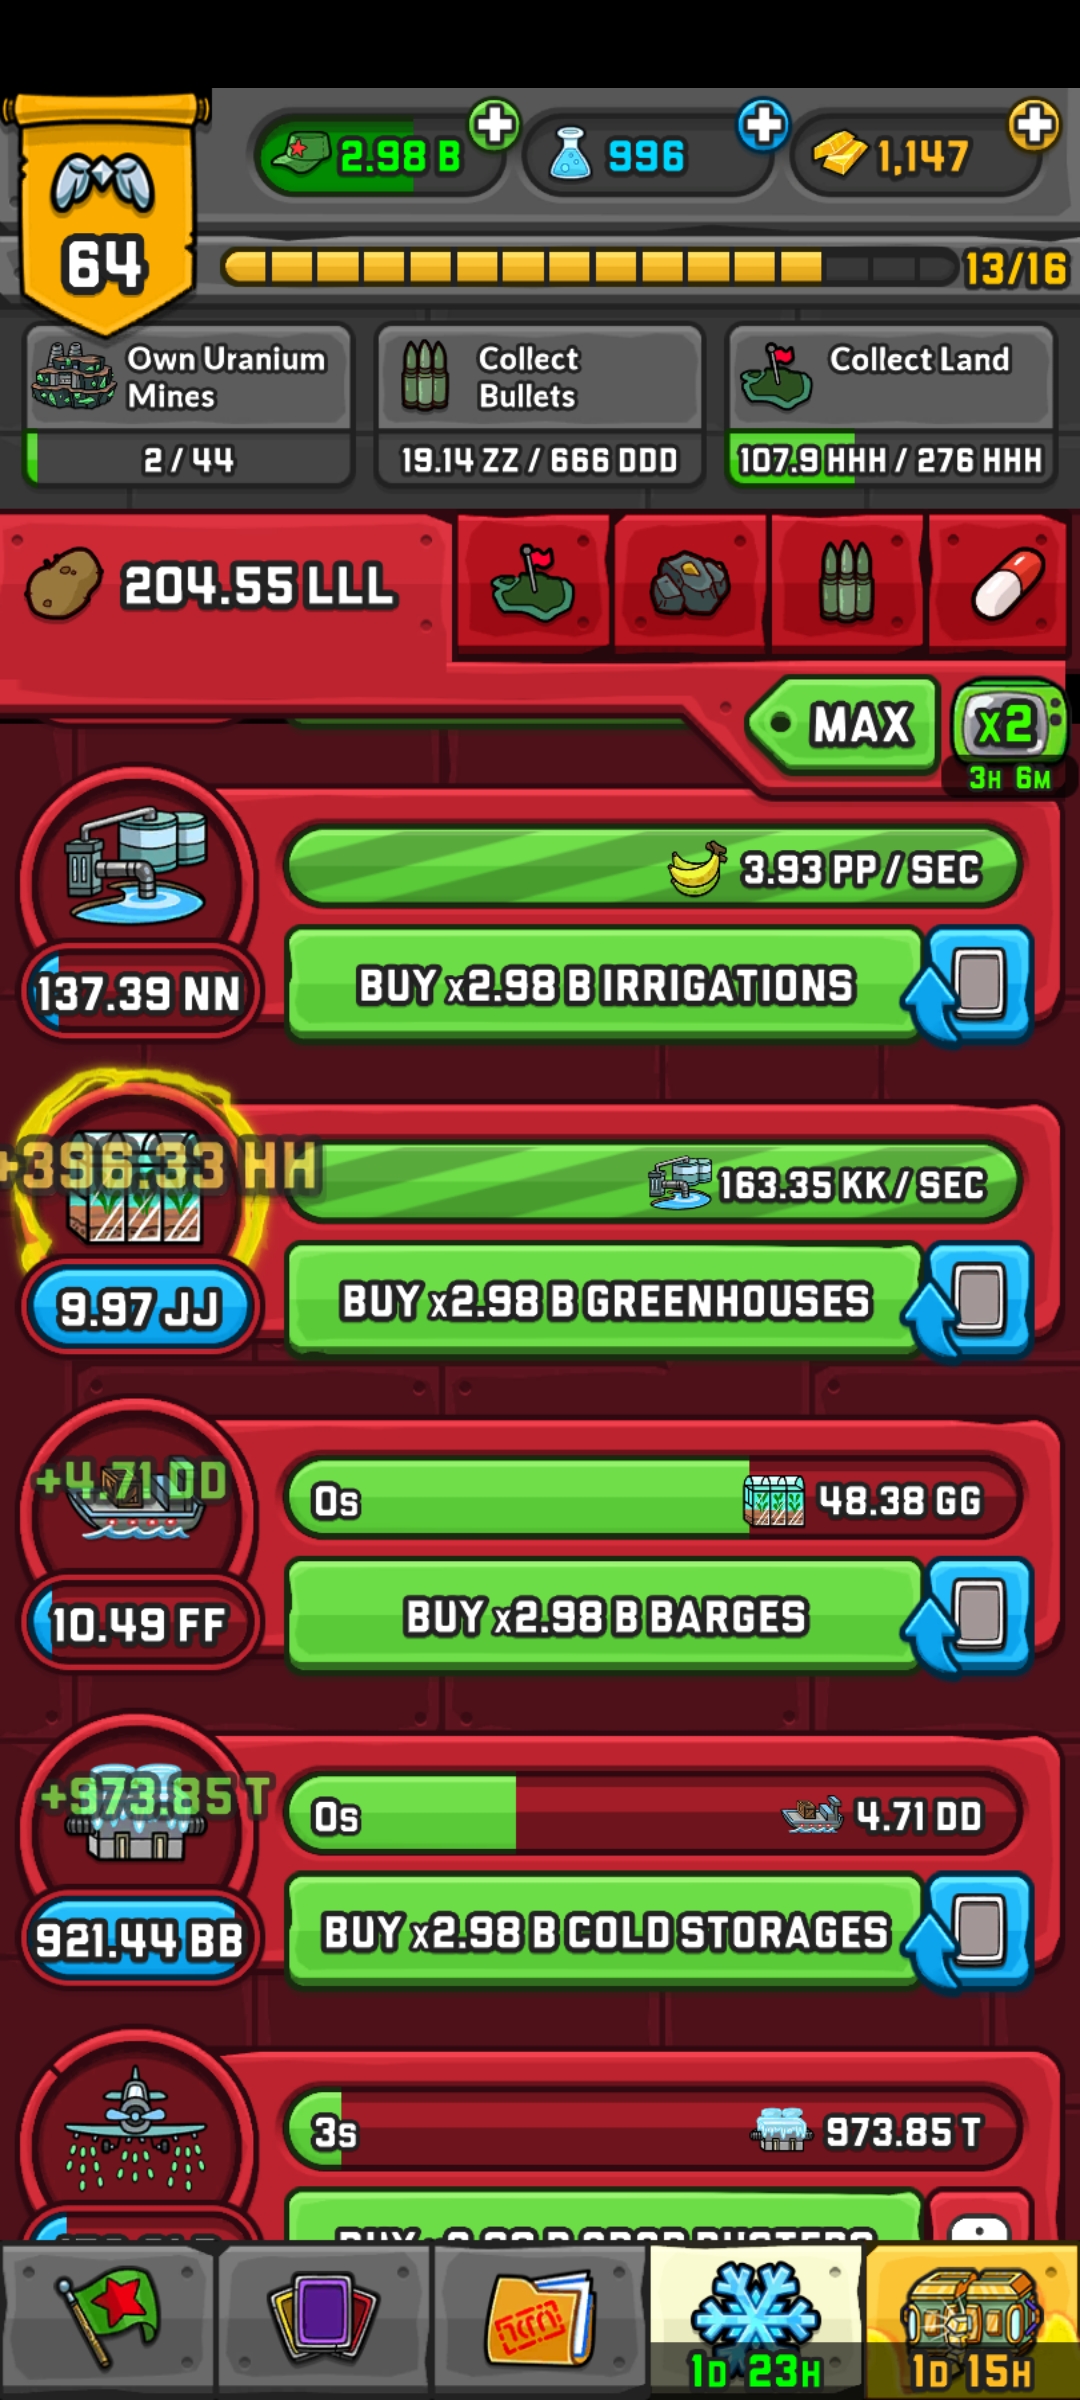 2.98 B
996
1,147
64
13/16
Own Uranium
Mines
2 / 44
Collect
Bullets
19.14 ZZ / 666 DDD
Collect Land
107.9 HHH / 276 HHH
204.55 LLL
MAX
x2
3H 6M
3.93 PP / SEC
137.39 NN
BUY x2.98 B IRRIGATIONS
+396.33 HH
163.35 KK / SEC
9.97 JJ
BUY x2.98 B GREENHOUSES
+4.71 DD
0s
48.38 GG
10.49 FF
BUY x2.98 B BARGES
+973.85 T
0s
4.71 DD
921.44 BB
BUY x2.98 B COLD STORAGES
3s
973.85 T
1D 23H
1D 15H